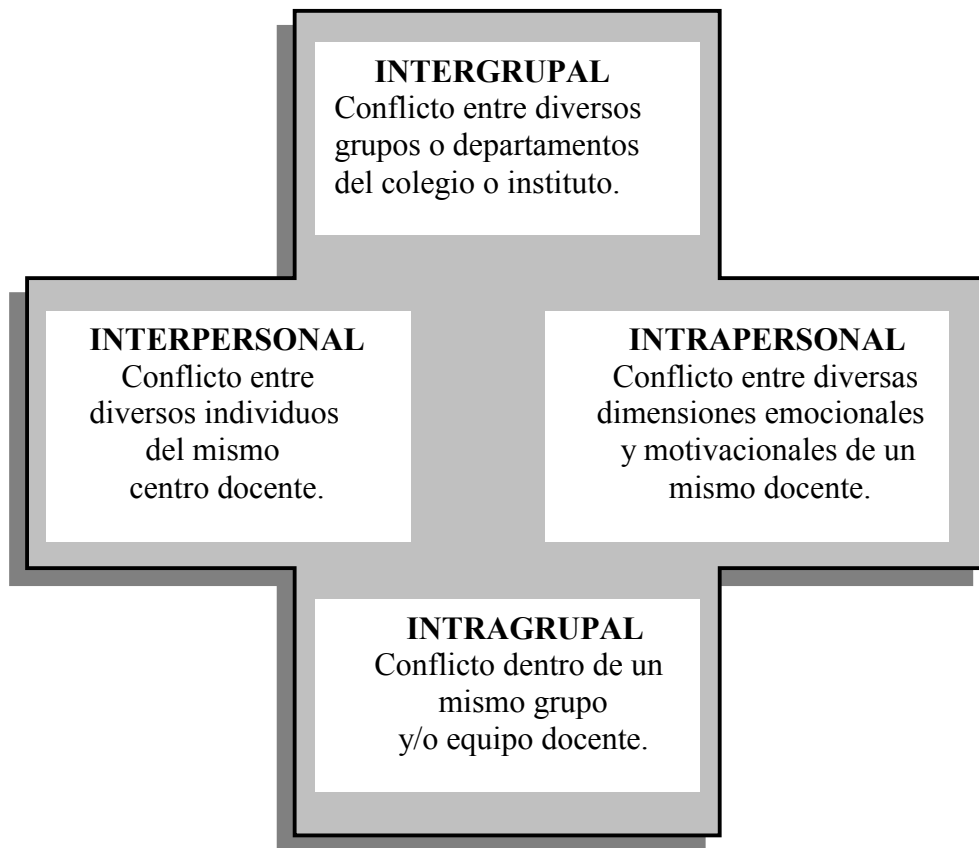 INTERGRUPAL
Conflicto entre diversos
grupos o departamentos
del colegio o instituto.
INTERPERSONAL
Conflicto entre
diversos individuos
del mismo
centro docente.
INTRAPERSONAL
Conflicto entre diversas
dimensiones emocionales
y motivacionales de un
mismo docente.
INTRAGRUPAL
Conflicto dentro de un
mismo grupo
y/o equipo docente.